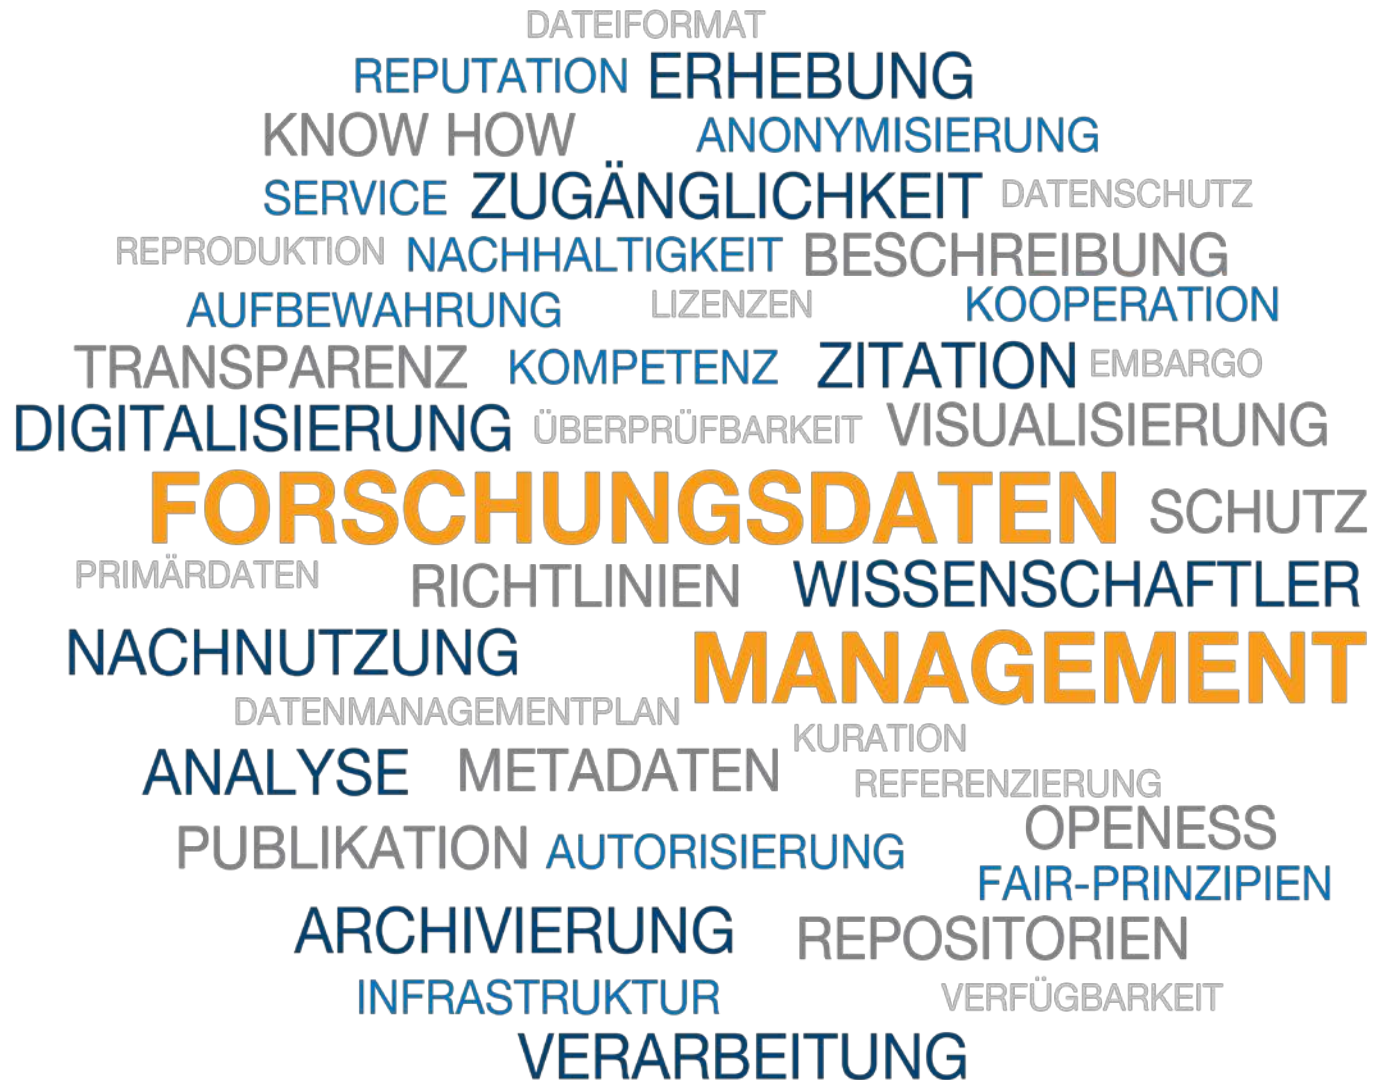 DATEIFORMAT
REPUTATION ERHEBUNG
KNOW HOW ANONYMISIERUNG
SERVICE ZUGÄNGLICHKEIT DATENSCHUTZ
REPRODUKTION NACHHALTIGKEIT BESCHREIBUNG
AUFBEWAHRUNG LIZENZEN KOOPERATION
TRANSPARENZ KOMPETENZ ZITATION EMBARGO
DIGITALISIERUNG ÜBERPRÜFBARKEIT VISUALISIERUNG
FORSCHUNGSDATEN SCHUTZ
PRIMÄRDATEN RICHTLINIEN WISSENSCHAFTLER
NACHNUTZUNG MANAGEMENT
DATENMANAGEMENTPLAN
KURATION
ANALYSE METADATEN
REFERENZIERUNG
OPENESS
PUBLIKATION AUTORISIERUNG
FAIR-PRINZIPIEN
ARCHIVIERUNG REPOSITORIEN
INFRASTRUKTUR VERFÜGBARKEIT
VERARBEITUNG